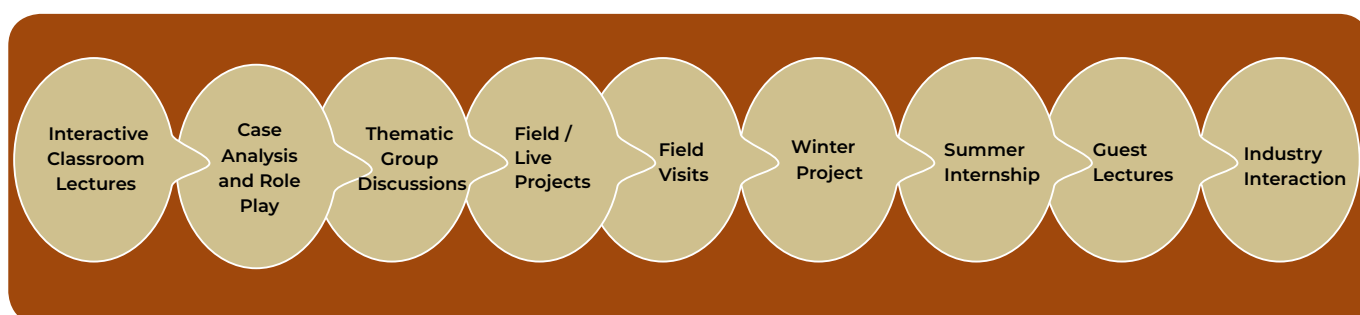 Interactive
Classroom
Lectures
Case
Analysis
and Role
Play
Thematic
Group
Discussions
Field /
Live
Projects
Field
Visits
Winter
Project
Summer
Internship
Guest
Lectures
Industry
Interaction